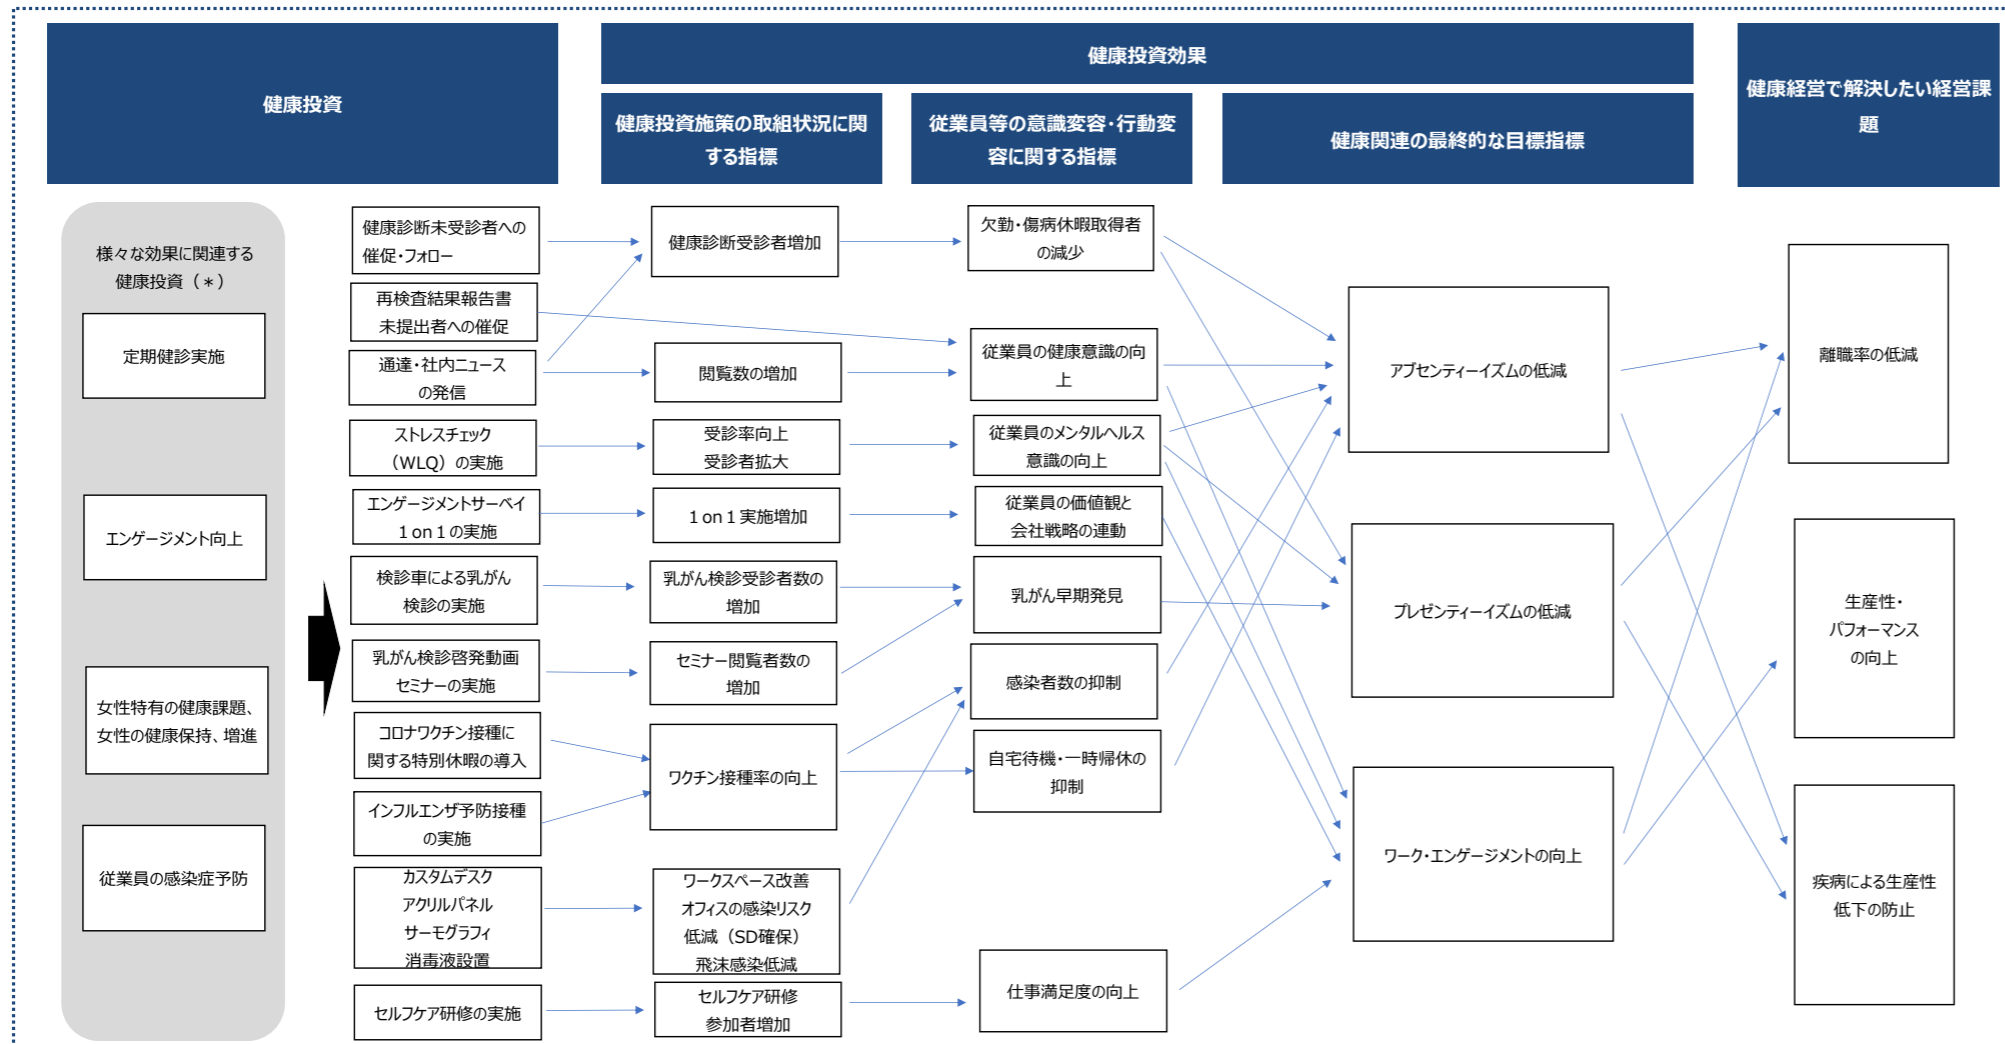 健康投資
健康投資効果
健康経営で解決したい経営課
題
健康投資施策の取組状況に関
する指標
従業員等の意識変容・行動変
容に関する指標
健康関連の最終的な目標指標
様々な効果に関連する
健康投資（＊）
定期健診実施
エンゲージメント向上
女性特有の健康課題、
女性の健康保持、増進
従業員の感染症予防
健康診断未受診者への
催促・フォロー
再検査結果報告書
未提出者への催促
通達・社内ニュース
の発信
ストレスチェック
（WLQ）の実施
エンゲージメントサーベイ
１on１の実施
検診車による乳がん
検診の実施
乳がん検診啓発動画
セミナーの実施
コロナワクチン接種に
関する特別休暇の導入
インフルエンザ予防接種
の実施
カスタムデスク
アクリルパネル
サーモグラフィ
消毒液設置
セルフケア研修の実施
健康診断受診者増加
閲覧数の増加
受診率向上
受診者拡大
１on１実施増加
乳がん検診受診者数の
増加
セミナー閲覧者数の
増加
ワクチン接種率の向上
ワークスペース改善
オフィスの感染リスク
低減（SD確保）
飛沫感染低減
セルフケア研修
参加者増加
欠勤・傷病休暇取得者
の減少
従業員の健康意識の向
上
従業員のメンタルヘルス
意識の向上
従業員の価値観と
会社戦略の連動
乳がん早期発見
感染者数の抑制
自宅待機・一時帰休の
抑制
仕事満足度の向上
アブセンティーイズムの低減
プレゼンティーイズムの低減
ワーク・エンゲージメントの向上
離職率の低減
生産性・
パフォーマンス
の向上
疾病による生産性
低下の防止